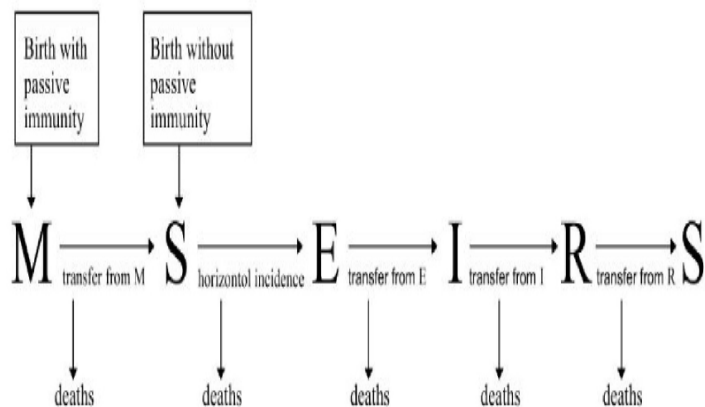 Birth with
passive
immunity
Birth without
passive
immunity
M S E I R S
transfer from M horizontol incidence transfer from E transfer from I transfer from R
deaths deaths deaths deaths deaths